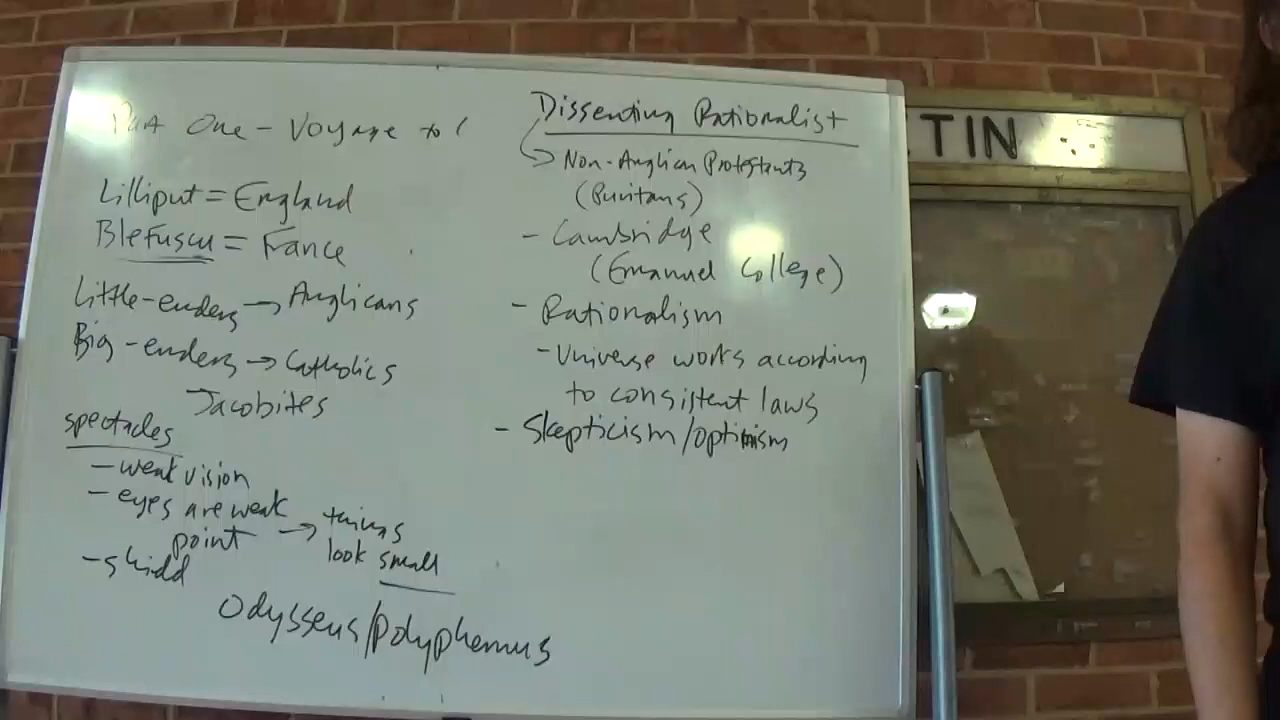 Part One - Voyage to (
Lilliput = England
Blefuscu = France
Little-enders → Anglicans
Big-enders → Catholics
Jacobites
spectacles
- weak vision
- eyes are weak point → things look small
- shield
Odysseus/Polyphemus
Dissenting Rationalist
Non-Anglican Protestants
(Puritans)
- Cambridge
(Emanuel College)
- Rationalism
- Universe works according
to consistent laws
- Skepticism/optimism
TIN